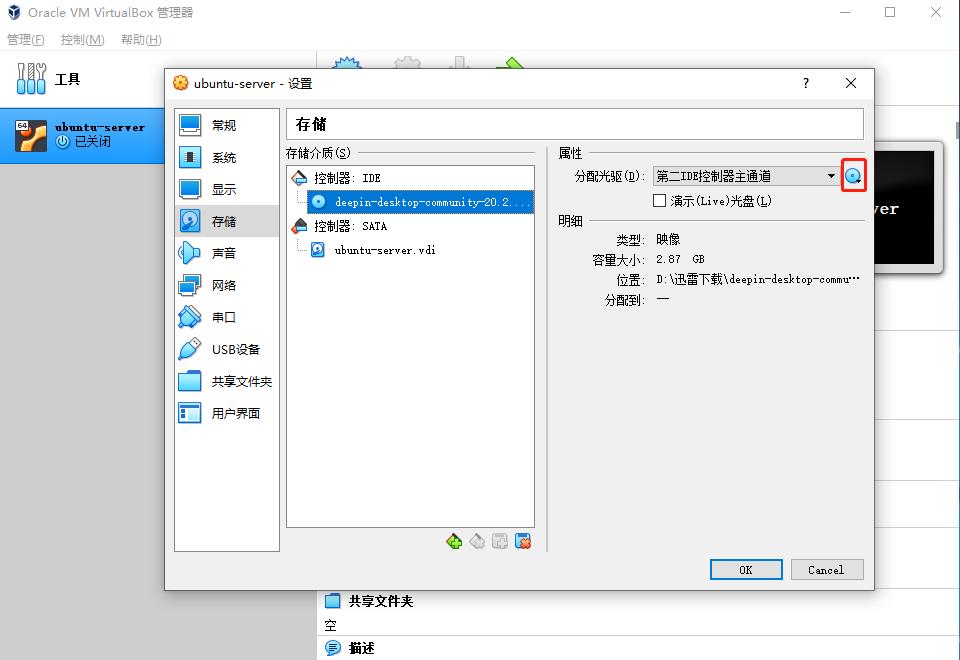 Oracle VM VirtualBox 管理器
管理(F) 控制(M) 帮助(H)
工具
64
ubuntu-server
已关闭
ubuntu-server - 设置
?
常规
系统
显示
存储
声音
网络
串口
USB设备
共享文件夹
用户界面
存储
存储介质(S)
控制器: IDE
deepin-desktop-community-20.2....
控制器: SATA
ubuntu-server.vdi
属性
分配光驱(D): 第二IDE控制器主通道
演示(Live)光盘(L)
明细
类型: 映像
容量大小: 2.87 GB
位置: D:\迅雷下载\deepin-desktop-commu…
分配到: —
OK
Cancel
ver
共享文件夹
空
描述